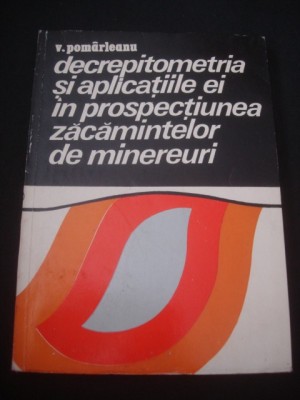 v. pomârleanu
decrepitometria
și aplicațiile ei
în prospecțiunea
zăcămintelor
de minereuri